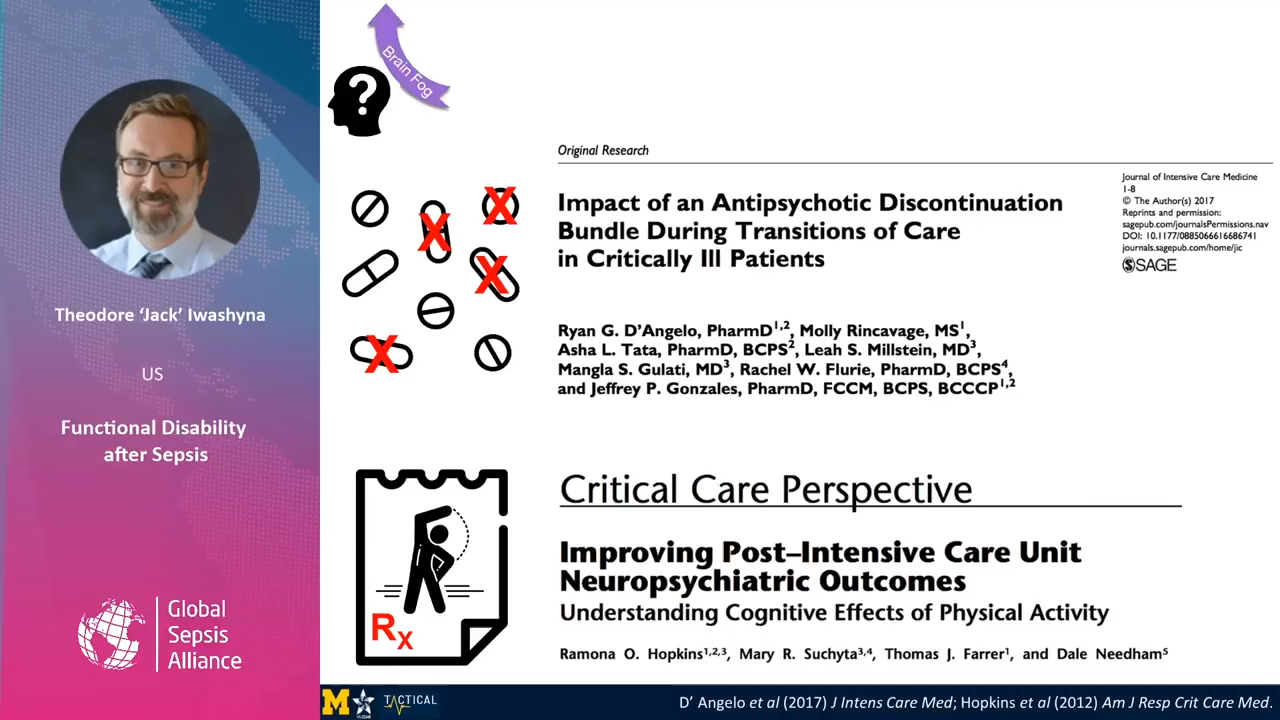 Theodore ‘Jack’ Iwashyna
US
Functional Disability
after Sepsis
Global
Sepsis
Alliance
Brain Fog
?
X
X
X
X
Original Research
Impact of an Antipsychotic Discontinuation
Bundle During Transitions of Care
in Critically Ill Patients
Journal of Intensive Care Medicine
1-8
© The Author(s) 2017
Reprints and permission:
sagepub.com/journalsPermissions.nav
DOI: 10.1177/0885066616686741
journals.sagepub.com/home/jic
SAGE
Ryan G. D’Angelo, PharmD1,2, Molly Rincavage, MS1,
Asha L. Tata, PharmD, BCPS2, Leah S. Millstein, MD3,
Mangla S. Gulati, MD3, Rachel W. Flurie, PharmD, BCPS4,
and Jeffrey P. Gonzales, PharmD, FCCM, BCPS, BCCCP1,2
Rx
Critical Care Perspective
Improving Post–Intensive Care Unit
Neuropsychiatric Outcomes
Understanding Cognitive Effects of Physical Activity
Ramona O. Hopkins1,2,3, Mary R. Suchyta3,4, Thomas J. Farrer1, and Dale Needham5
M
TACTICAL
D’ Angelo et al (2017) J Intens Care Med; Hopkins et al (2012) Am J Resp Crit Care Med.